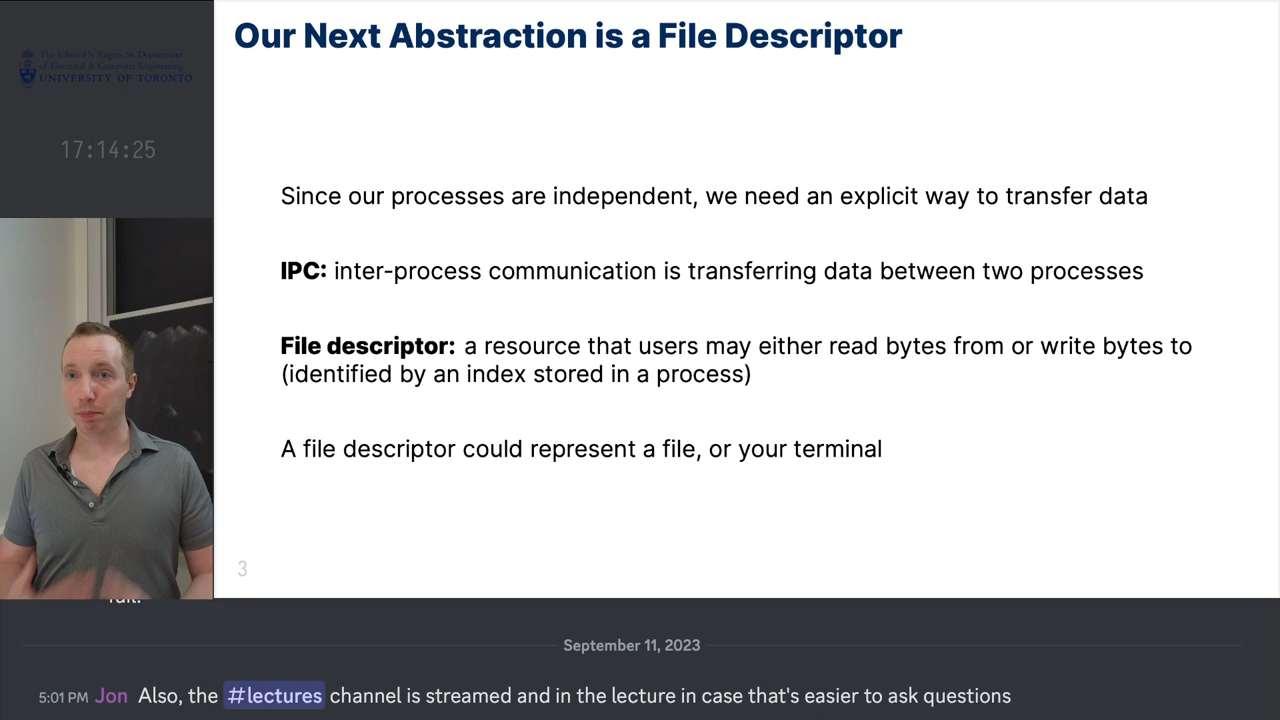 The Edward S. Rogers Sr. Department
of Electrical & Computer Engineering
UNIVERSITY OF TORONTO
17:14:25
Our Next Abstraction is a File Descriptor
Since our processes are independent, we need an explicit way to transfer data
IPC: inter-process communication is transferring data between two processes
File descriptor: a resource that users may either read bytes from or write bytes to
(identified by an index stored in a process)
A file descriptor could represent a file, or your terminal
3
September 11, 2023
5:01 PM Jon Also, the #lectures channel is streamed and in the lecture in case that's easier to ask questions